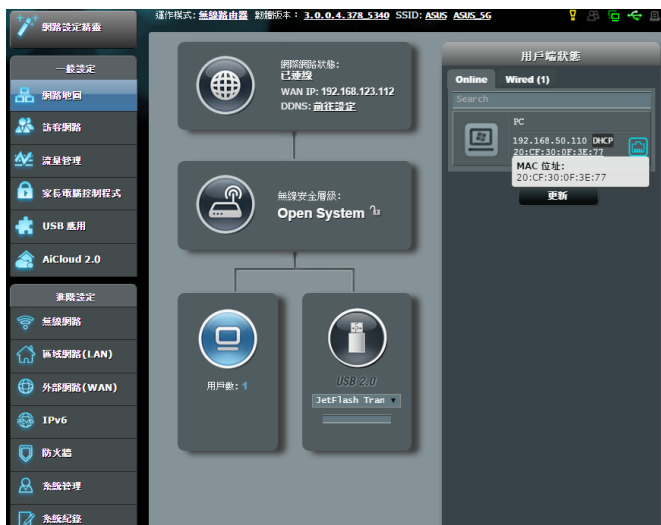 運作模式: 無線路由器 韌體版本: 3.0.0.4.378_5340 SSID: ASUS ASUS_5G
網路設定精靈
一般設定
網路地圖
訪客網路
流量管理
家長電腦控制程式
USB 應用
AiCloud 2.0
進階設定
無線網路
區域網路(LAN)
外部網路(WAN)
IPv6
防火牆
系統管理
系統紀錄
網際網路狀態:
已連線
WAN IP: 192.168.123.112
DDNS: 前往設定
無線安全層級:
Open System
用戶數: 1
USB 2.0
JetFlash Tran
用戶端狀態
Online Wired (1)
Search
PC
192.168.50.110 DHCP
20:CF:30:0F:3E:77
MAC 位址:
20:CF:30:0F:3E:77
更新